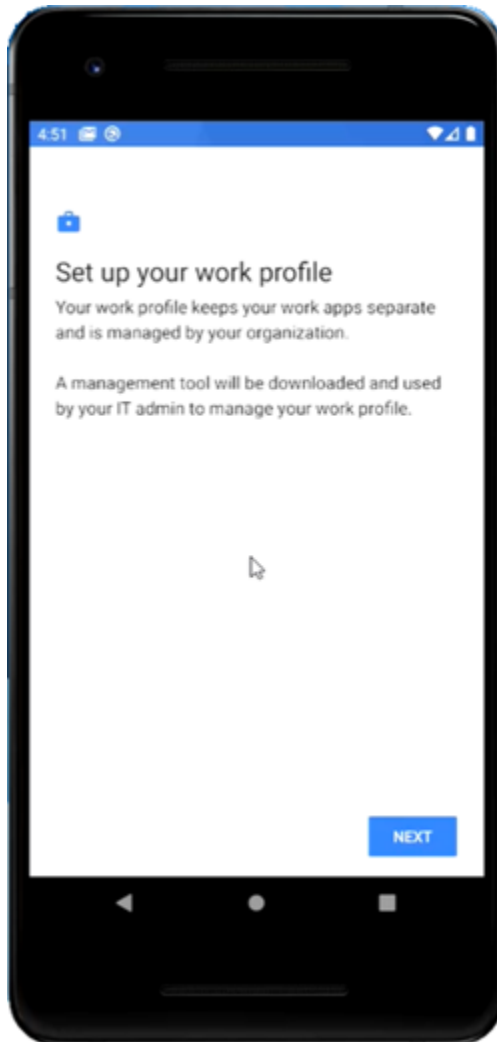 4:51
Set up your work profile
Your work profile keeps your work apps separate
and is managed by your organization.
A management tool will be downloaded and used
by your IT admin to manage your work profile.
NEXT